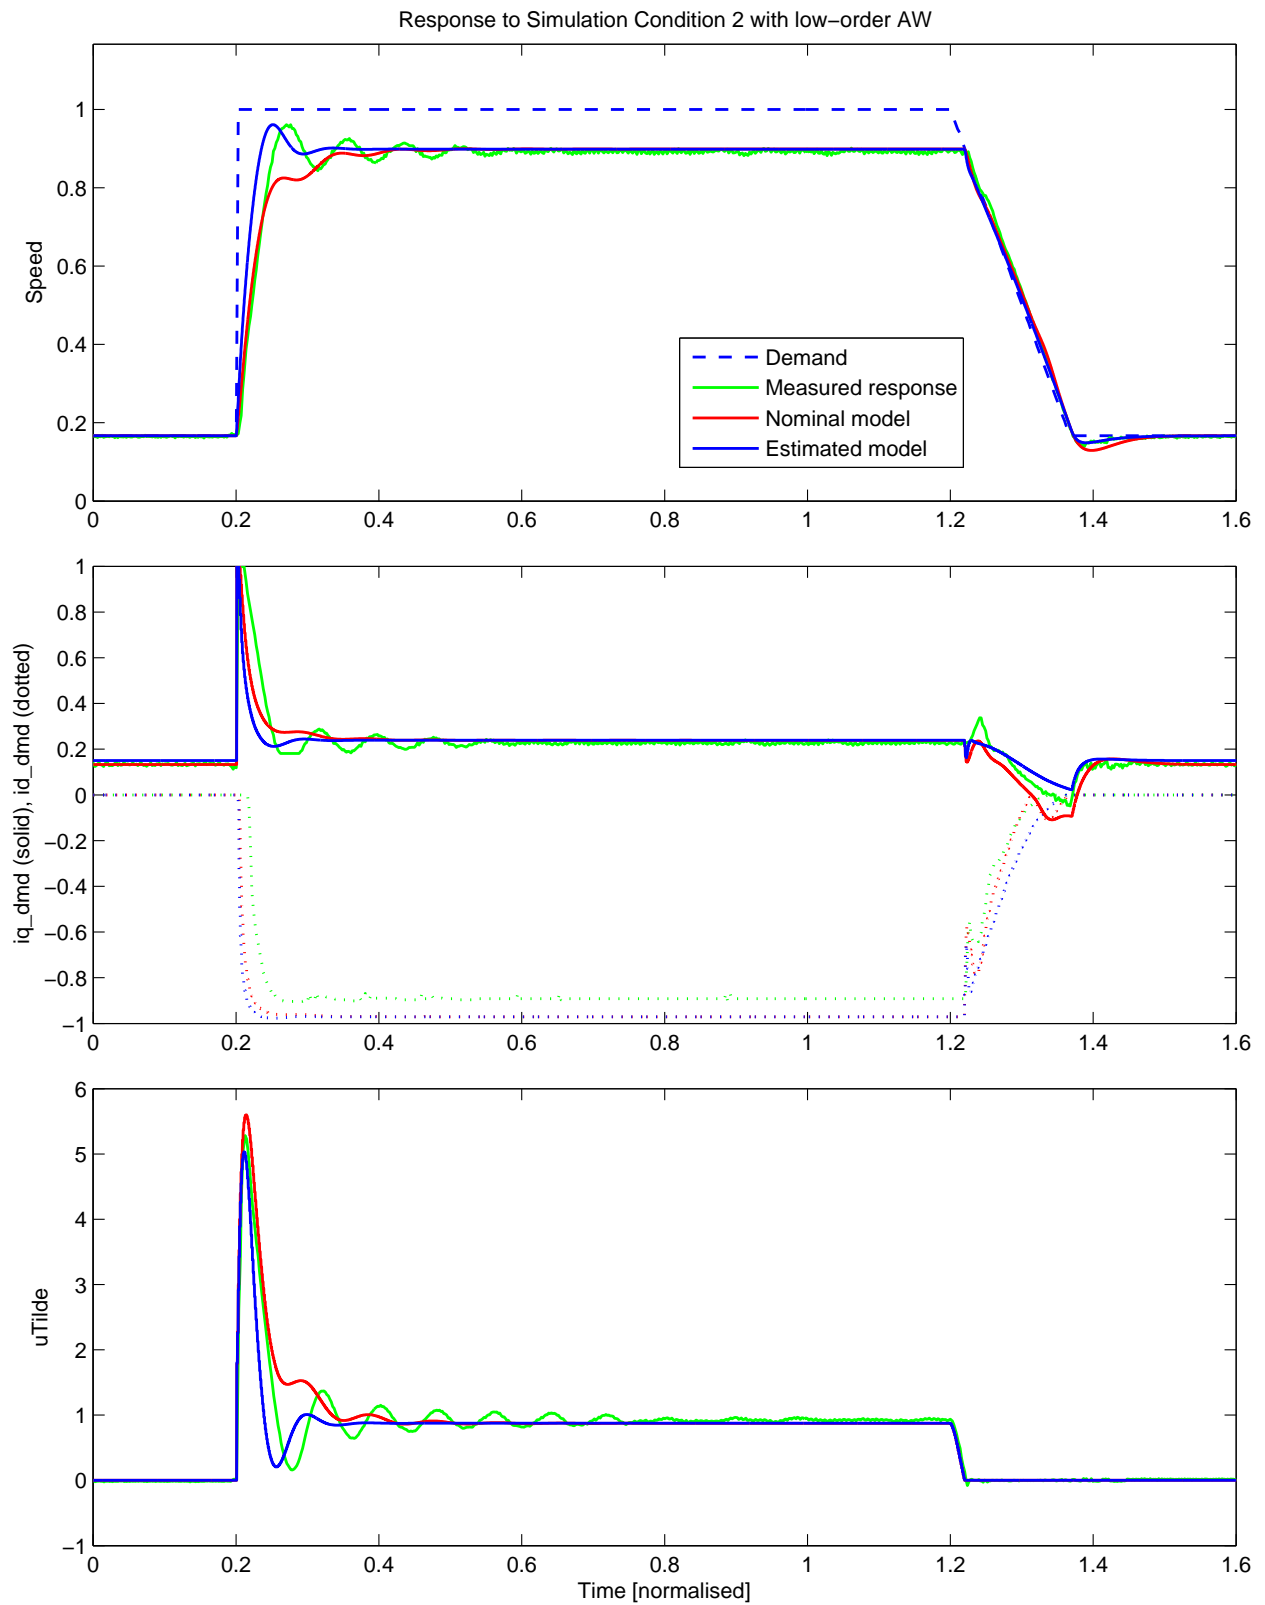 Response to Simulation Condition 2 with low−order AW
1
0.8
0.6
0.4
0.2
0
Speed
Demand
Measured response
Nominal model
Estimated model
0 0.2 0.4 0.6 0.8 1 1.2 1.4 1.6
1
0.8
0.6
0.4
0.2
0
−0.2
−0.4
−0.6
−0.8
−1
iq_dmd (solid), id_dmd (dotted)
0 0.2 0.4 0.6 0.8 1 1.2 1.4 1.6
6
5
4
3
2
1
0
−1
uTilde
0 0.2 0.4 0.6 0.8 1 1.2 1.4 1.6
Time [normalised]